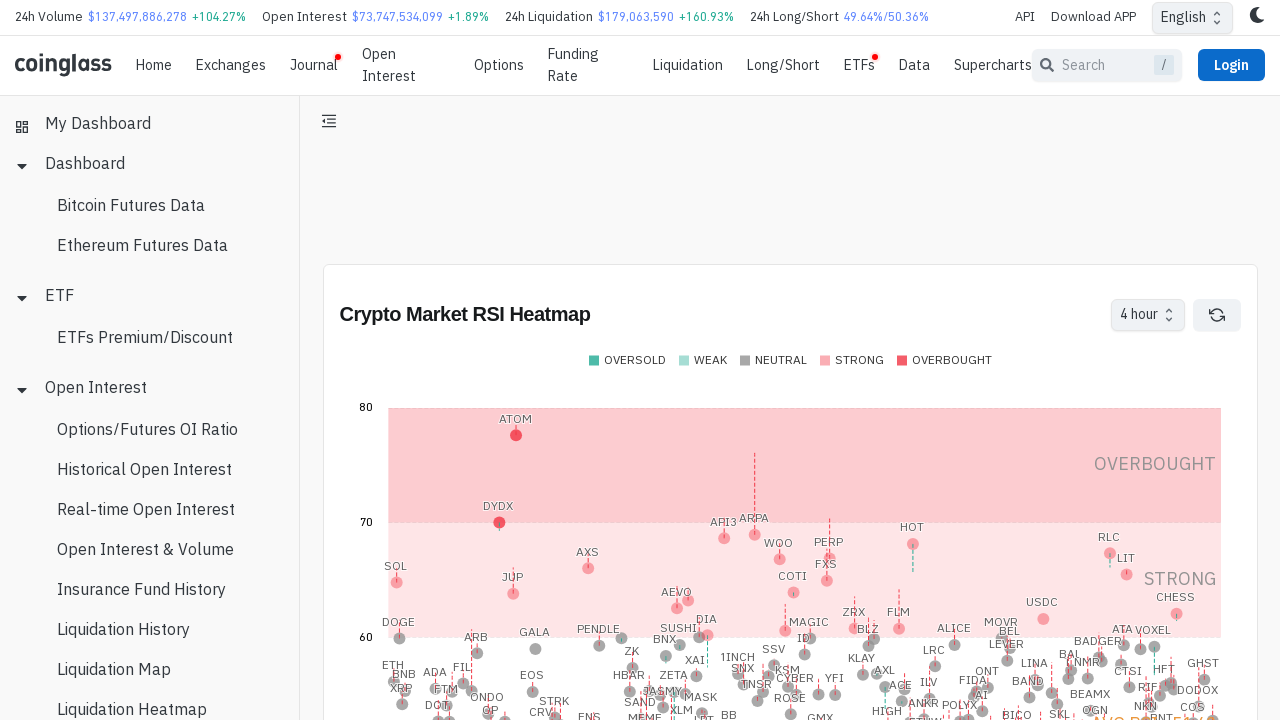 24h Volume $137,497,886,278 +104.27% Open Interest $73,747,534,099 +1.89% 24h Liquidation $179,063,590 +160.93% 24h Long/Short 49.64%/50.36% API Download APP English
coinglass Home Exchanges Journal Open Interest Options Funding Rate Liquidation Long/Short ETFs Data Supercharts Search / Login
My Dashboard
Dashboard
Bitcoin Futures Data
Ethereum Futures Data
ETF
ETFs Premium/Discount
Open Interest
Options/Futures OI Ratio
Historical Open Interest
Real-time Open Interest
Open Interest & Volume
Insurance Fund History
Liquidation History
Liquidation Map
Liquidation Heatmap
Crypto Market RSI Heatmap 4 hour
OVERSOLD WEAK NEUTRAL STRONG OVERBOUGHT
80
ATOM
OVERBOUGHT
DYDX
70 API3 ARPA
HOT
WOO PERP RLC
AXS LIT
SOL FXS
JUP COTI STRONG
AEVO CHESS
USDC
ZRX FLM
DOGE DIA MAGIC MOVR
GALA PENDLE SUSHI BLZ ALICE BEL ATA VOXEL
60 ARB BNX ID BADGER
ZK SSV LRC LEVER
XAI 1INCH KLAY BAL
ETH FIL SNX LINA NMR GHST
BNB ADA EOS HBAR ZETA KSM AXL ONT CTSI HFT
XRP FTM JASMY TNSR CYBER YFI ACE ILV FIDA BAND RIF DODOX
ONDO STRK SAND MASK ROSE AI BEAMX
DOT OP CRV XLM HIGH ANKR POLYX OGN NKN COS
ENS MEME BB GMX BICO SKL